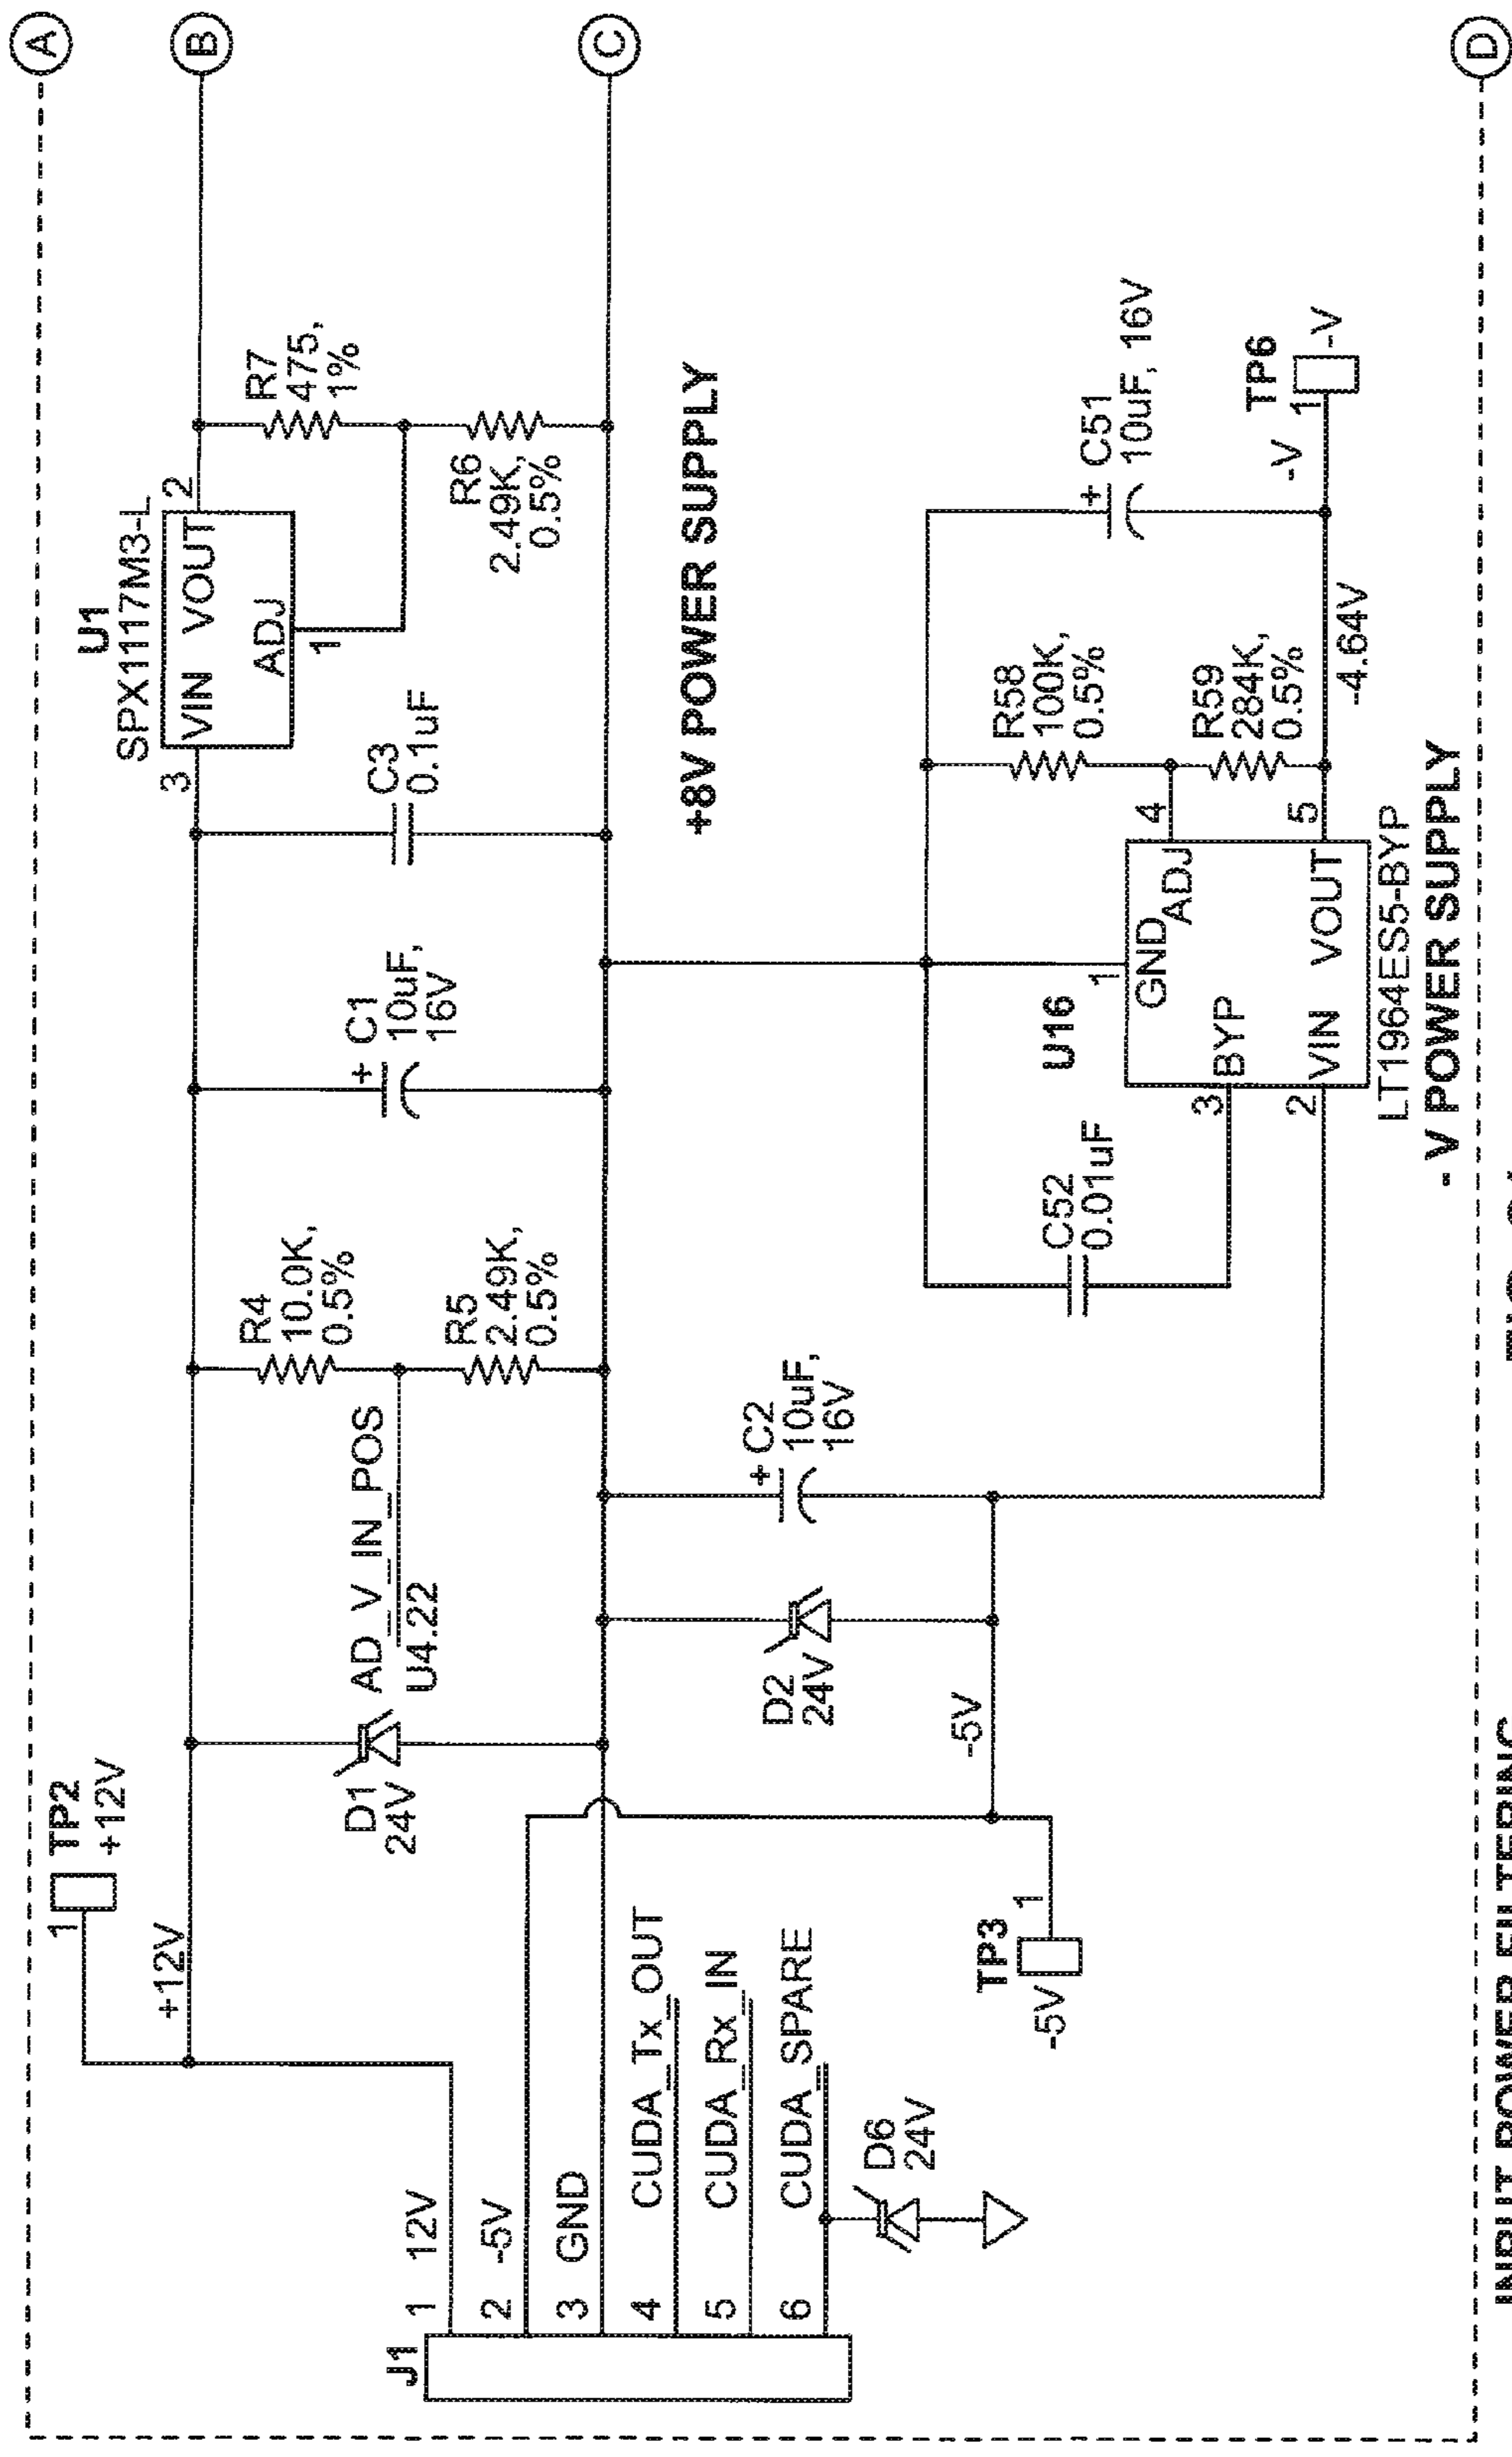 A
B
C
D
TP2
+12V
1
+12V
J1
1 12V
2 -5V
3 GND
4 CUDA_Tx_OUT
5 CUDA_Rx_IN
6 CUDA_SPARE
D6
24V
D1
24V
AD_V_IN_POS
U4.22
R4
10.0K,
0.5%
R5
2.49K,
0.5%
C1
+
10uF,
16V
C3
0.1uF
U1
SPX1117M3-L
3
VIN VOUT
2
ADJ
1
R7
475,
1%
R6
2.49K,
0.5%
+8V POWER SUPPLY
TP3
1
-5V
-5V
D2
24V
C2
+
10uF,
16V
C52
0.01uF
U16
1
GND
3
BYP
ADJ
4
2
VIN VOUT
5
LT1964ES5-BYP
- V POWER SUPPLY
R58
100K,
0.5%
R59
284K,
0.5%
-4.64V
C51
+
10uF, 16V
-V
TP6
1
-V
INPUT POWER FILTERING